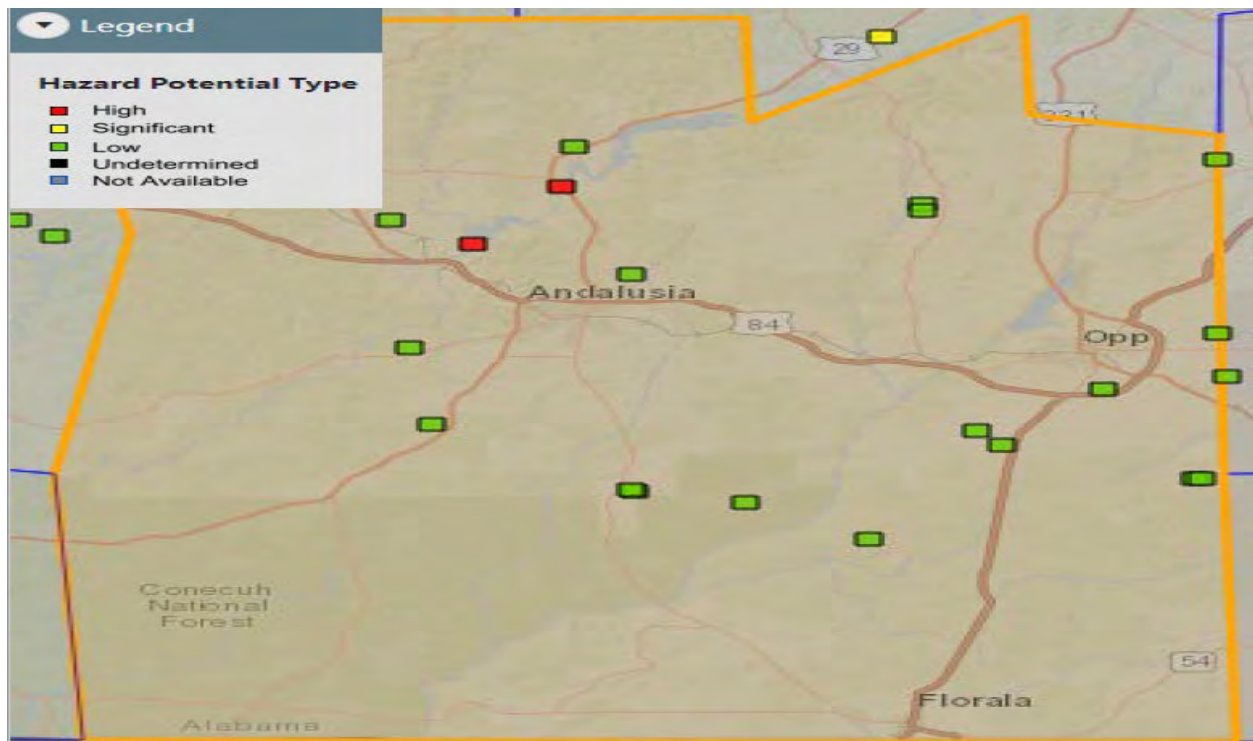 Legend
Hazard Potential Type
High
Significant
Low
Undetermined
Not Available
29
331
Andalusia
84
Opp
Conecuh
National
Forest
54
Florala
Alabama